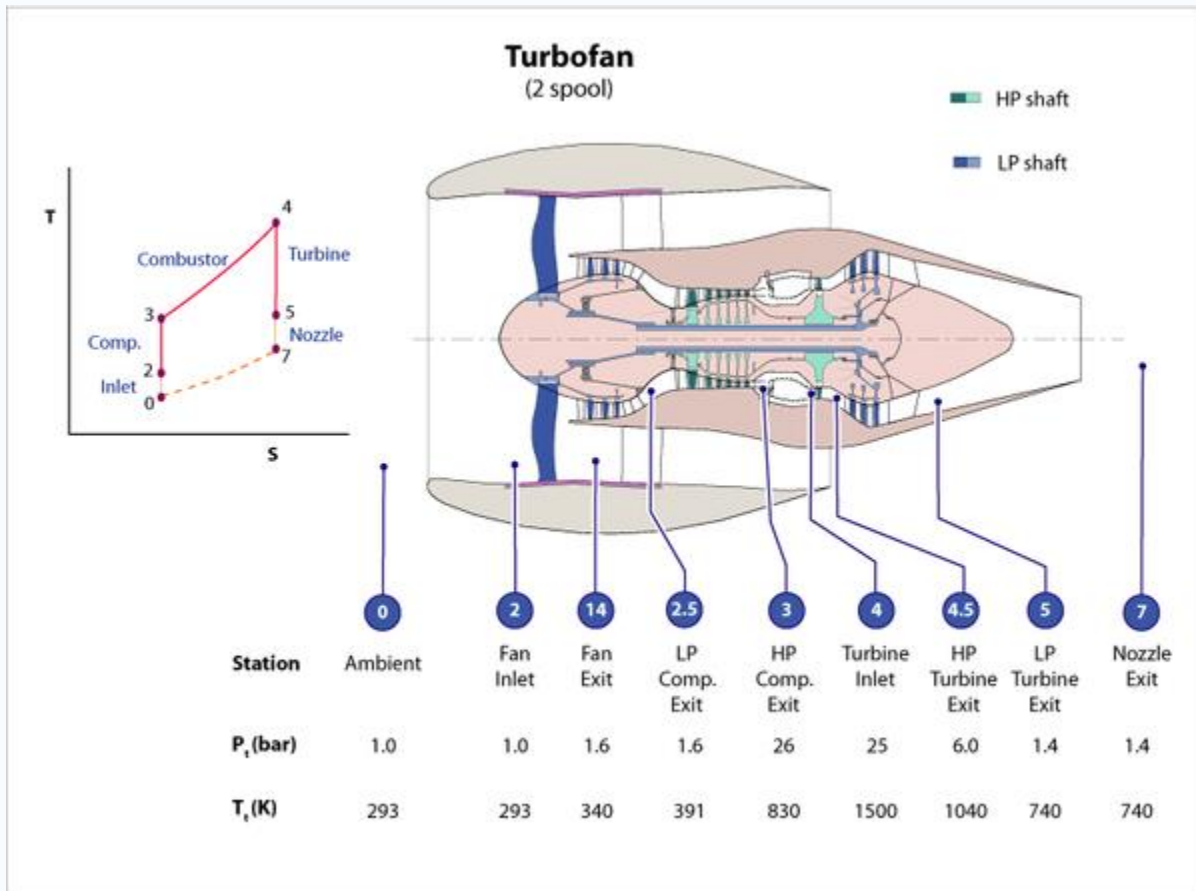 Turbofan
(2 spool)
HP shaft
LP shaft
T
4
Combustor
Turbine
3
5
Comp.
Nozzle
2
7
Inlet
0
S
0 2 14 2.5 3 4 4.5 5 7
Station Ambient Fan Inlet Fan Exit LP Comp. Exit HP Comp. Exit Turbine Inlet HP Turbine Exit LP Turbine Exit Nozzle Exit
Pt(bar) 1.0 1.0 1.6 1.6 26 25 6.0 1.4 1.4
Tt(K) 293 293 340 391 830 1500 1040 740 740